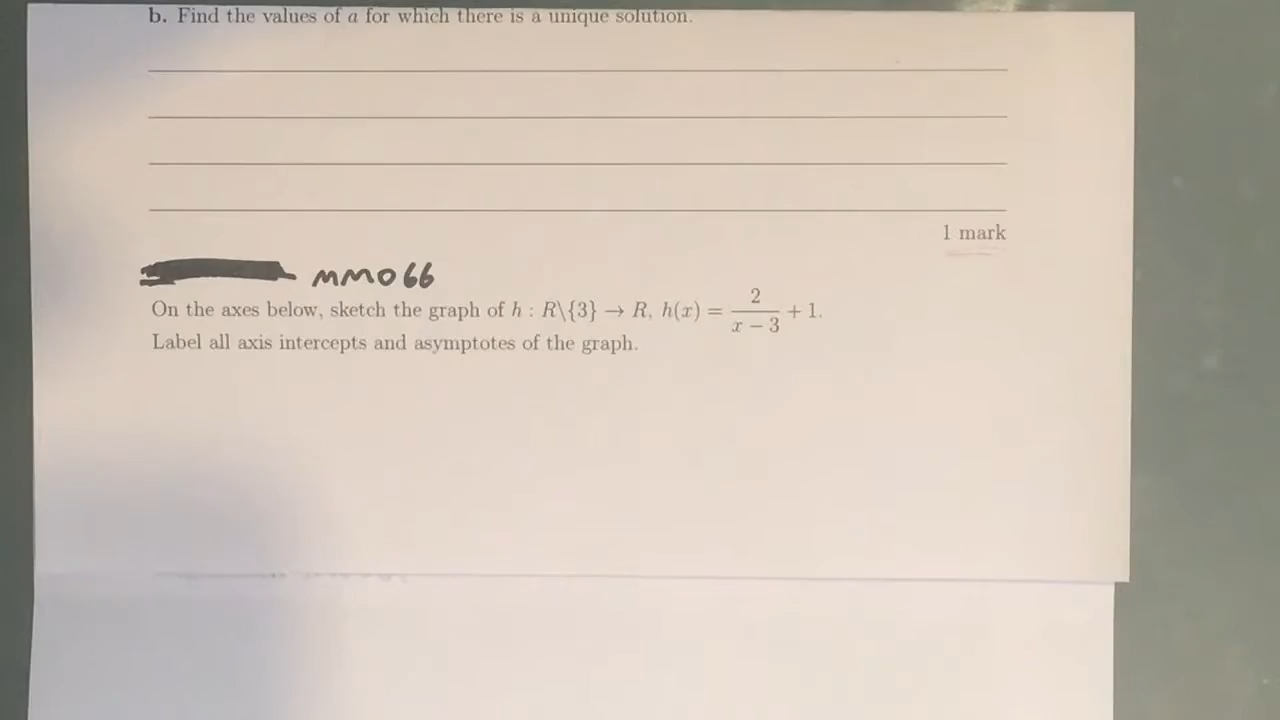 b. Find the values of a for which there is a unique solution.
1 mark
MM066
On the axes below, sketch the graph of h : R\{3} → R, h(x) = 2/(x − 3) + 1.
Label all axis intercepts and asymptotes of the graph.